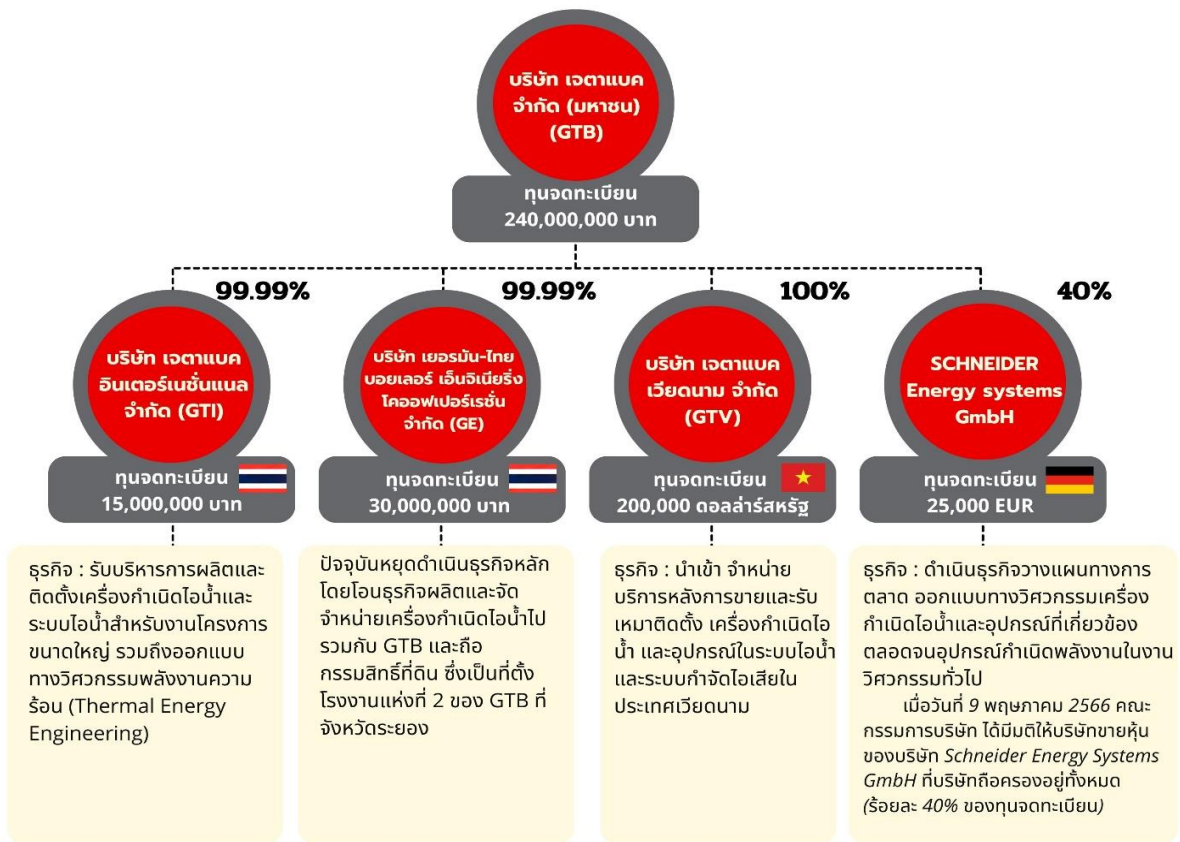 บริษัท เจตาแบค
จำกัด (มหาชน)
(GTB)
ทุนจดทะเบียน
240,000,000 บาท
99.99%
99.99%
100%
40%
บริษัท เจตาแบค
อินเตอร์เนชั่นแนล
จำกัด (GTI)
ทุนจดทะเบียน
15,000,000 บาท
ธุรกิจ : รับบริหารการผลิตและ
ติดตั้งเครื่องกำเนิดไอน้ำและ
ระบบไอน้ำสำหรับงานโครงการ
ขนาดใหญ่ รวมถึงออกแบบ
ทางวิศวกรรมพลังงานความ
ร้อน (Thermal Energy
Engineering)
บริษัท เยอรมัน-ไทย
บอยเลอร์ เอ็นจิเนียริ่ง
โคออฟเปอร์เรชั่น
จำกัด (GE)
ทุนจดทะเบียน
30,000,000 บาท
ปัจจุบันหยุดดำเนินธุรกิจหลัก
โดยโอนธุรกิจผลิตและจัด
จำหน่ายเครื่องกำเนิดไอน้ำไป
รวมกับ GTB และถือ
กรรมสิทธิ์ที่ดิน ซึ่งเป็นที่ตั้ง
โรงงานแห่งที่ 2 ของ GTB ที่
จังหวัดระยอง
บริษัท เจตาแบค
เวียดนาม จำกัด
(GTV)
ทุนจดทะเบียน
200,000 ดอลล่าร์สหรัฐ
ธุรกิจ : นำเข้า จำหน่าย
บริการหลังการขายและรับ
เหมาติดตั้ง เครื่องกำเนิดไอ
น้ำ และอุปกรณ์ในระบบไอน้ำ
และระบบกำจัดไอเสียใน
ประเทศเวียดนาม
SCHNEIDER
Energy systems
GmbH
ทุนจดทะเบียน
25,000 EUR
ธุรกิจ : ดำเนินธุรกิจวางแผนทางการ
ตลาด ออกแบบทางวิศวกรรมเครื่อง
กำเนิดไอน้ำและอุปกรณ์ที่เกี่ยวข้อง
ตลอดจนอุปกรณ์กำเนิดพลังงานในงาน
วิศวกรรมทั่วไป
เมื่อวันที่ 9 พฤษภาคม 2566 คณะ
กรรมการบริษัท ได้มีมติให้บริษัทขายหุ้น
ของบริษัท Schneider Energy Systems
GmbH ที่บริษัทถือครองอยู่ทั้งหมด
(ร้อยละ 40% ของทุนจดทะเบียน)